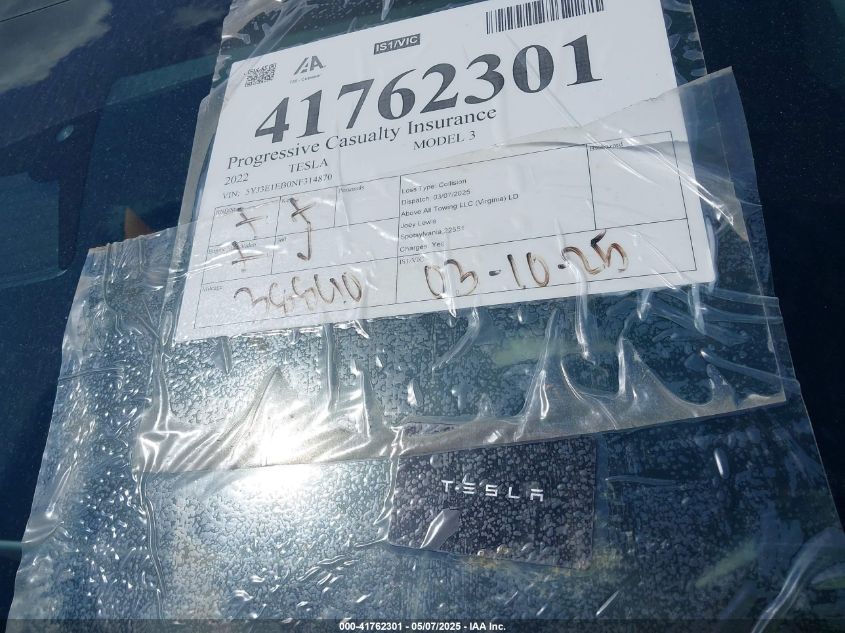 IS1/VIC
IAA
41762301
Progressive Casualty Insurance
2022 TESLA MODEL 3
VIN: 5YJ3E1EB0NF314870
Loss Type: Collision
Dispatch: 03/07/2025
Above All Towing LLC (Virginia) LD
Joey Lewis
Spotsylvania, 22551
Charges: Yes
IS1/VIC
03-10-25
TESLA
000-41762301 - 05/07/2025 - IAA Inc.